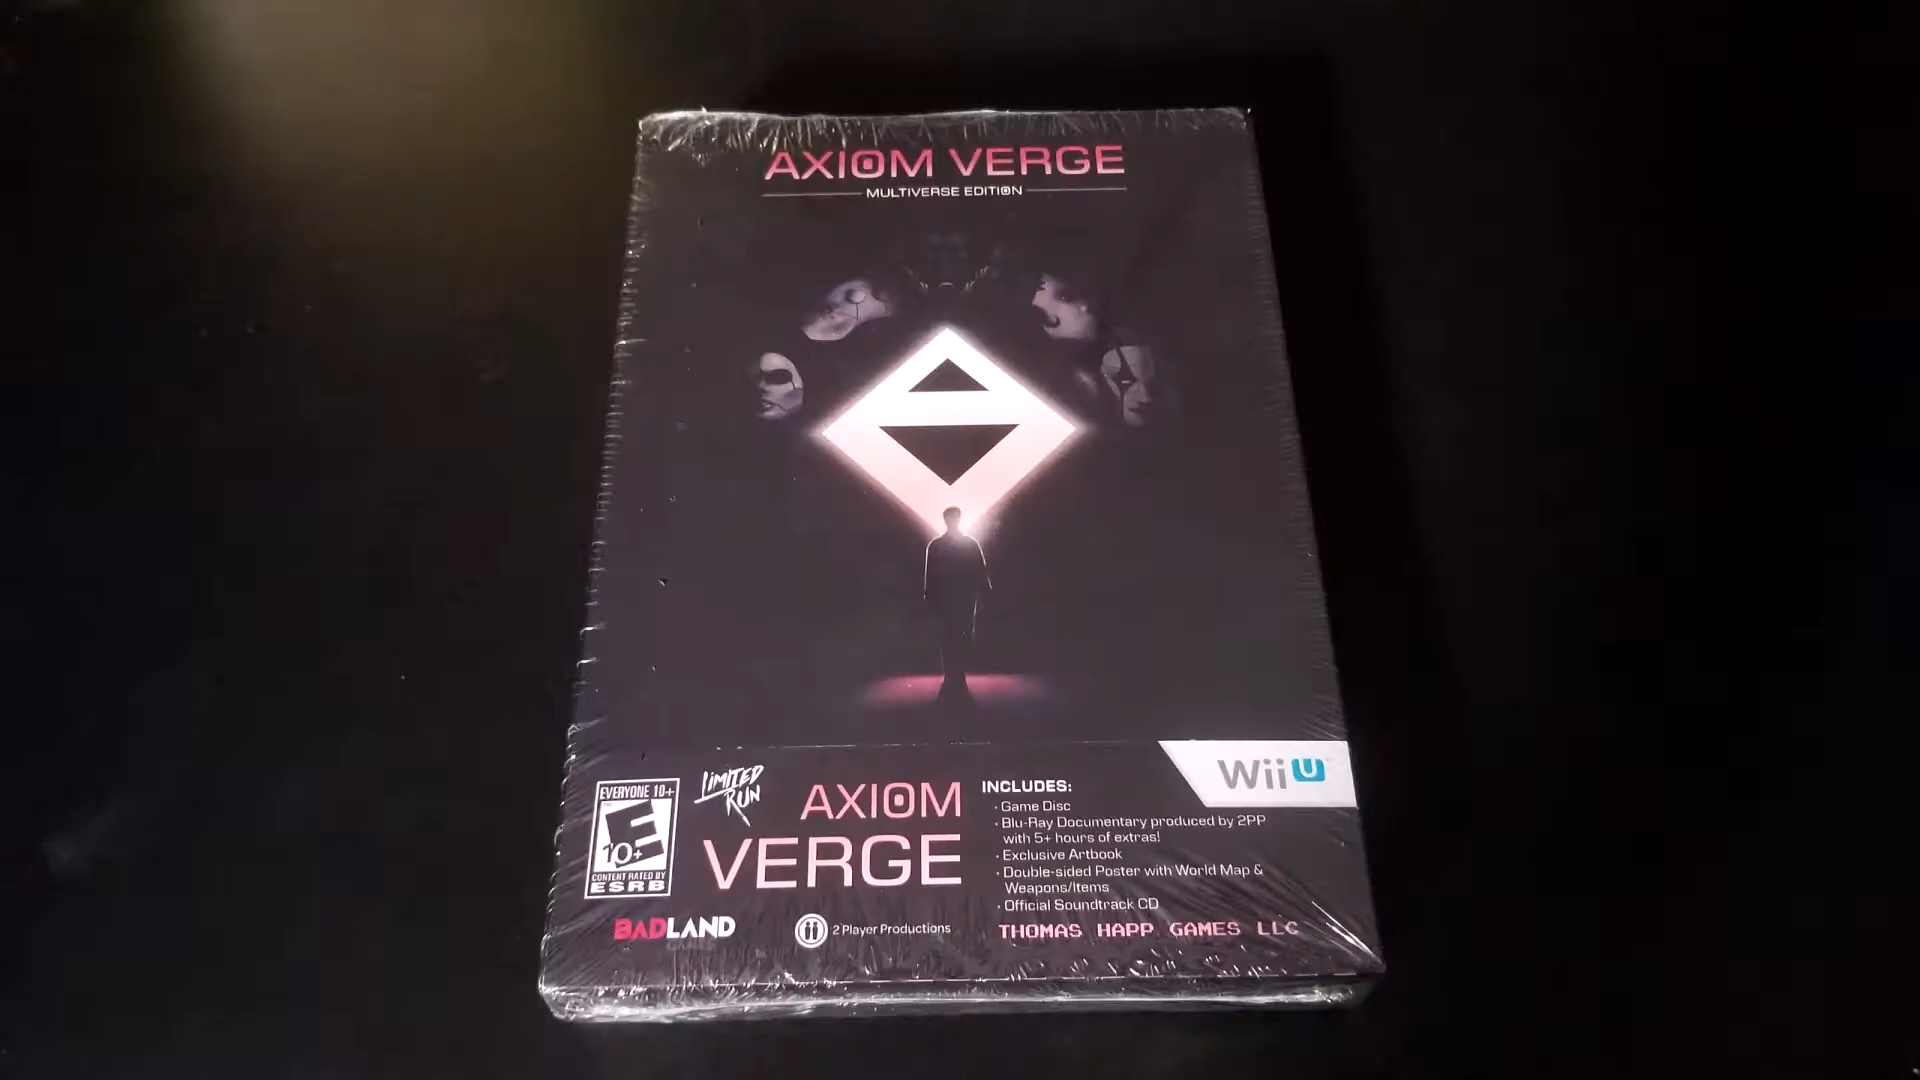 AXIOM VERGE
MULTIVERSE EDITION
EVERYONE 10+
E
10+
CONTENT RATED BY
ESRB
LIMITED
RUN
AXIOM
VERGE
INCLUDES:
· Game Disc
· Blu-Ray Documentary produced by 2PP
with 5+ hours of extras!
· Exclusive Artbook
· Double-sided Poster with World Map &
Weapons/Items
· Official Soundtrack CD
Wii U
BADLAND
GAMES
2 Player Productions
THOMAS HAPP GAMES LLC